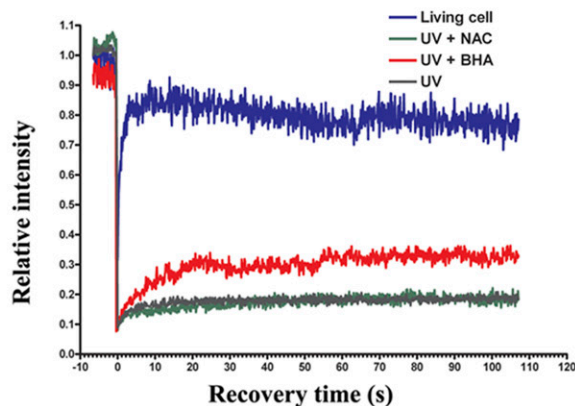 Living cell
UV + NAC
UV + BHA
UV
Relative intensity
1.1
1.0
0.9
0.8
0.7
0.6
0.5
0.4
0.3
0.2
0.1
0.0
-10 0 10 20 30 40 50 60 70 80 90 100 110 120
Recovery time (s)